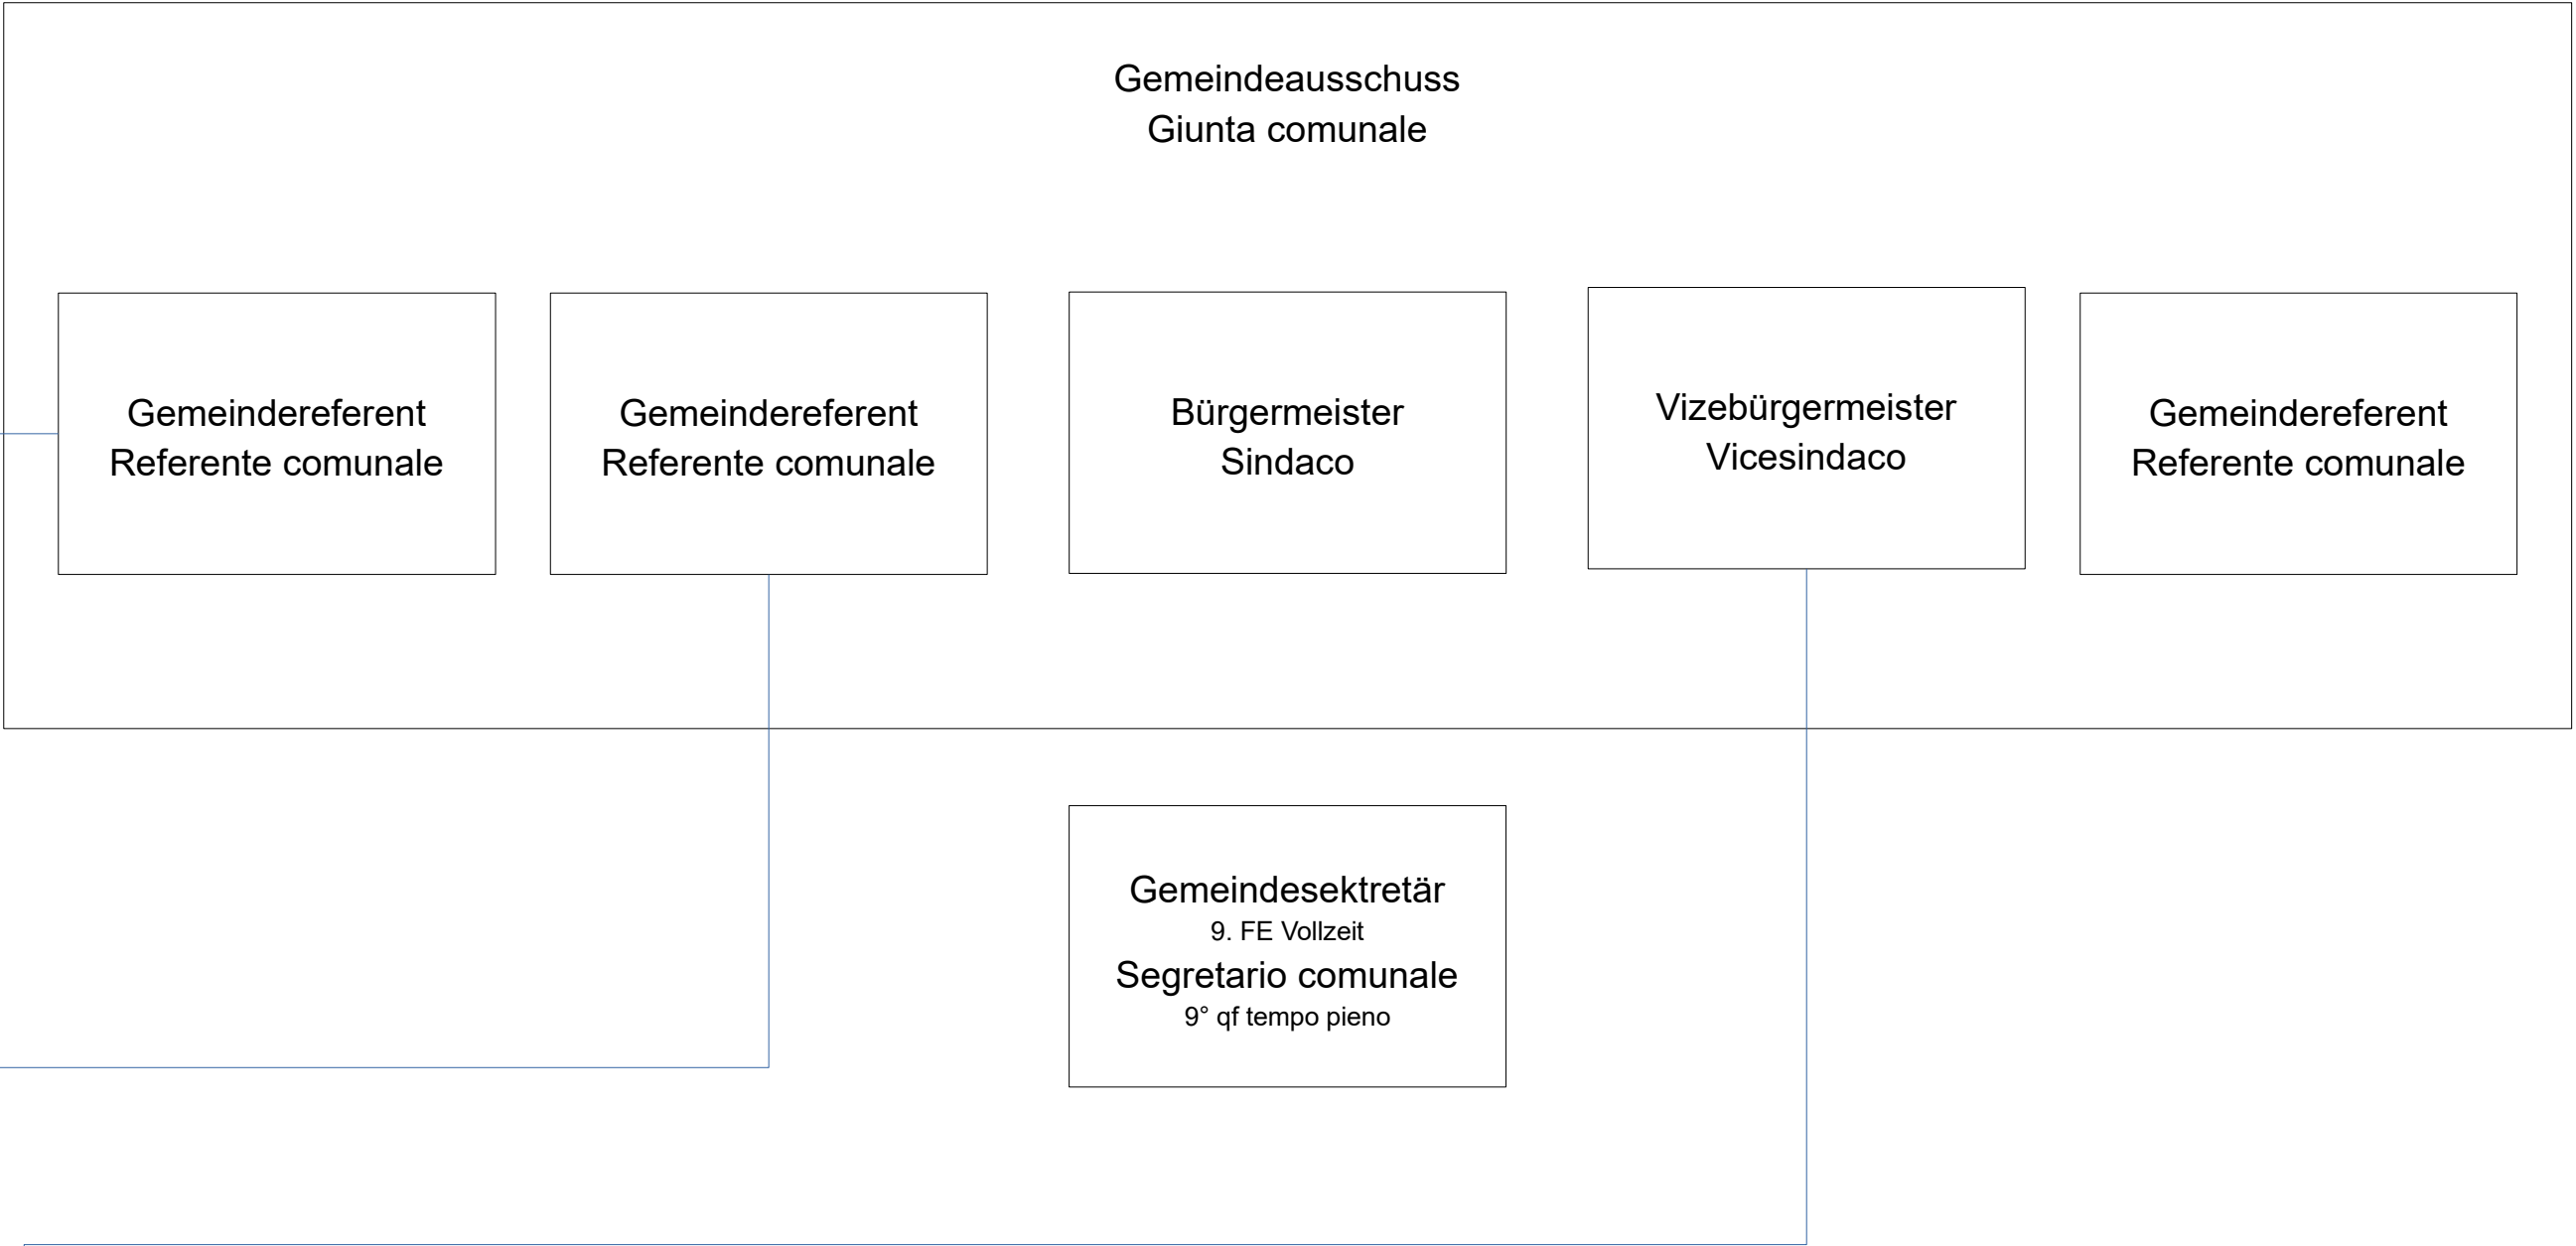 Gemeindeausschuss
Giunta comunale
Gemeindereferent
Referente comunale
Gemeindereferent
Referente comunale
Bürgermeister
Sindaco
Vizebürgermeister
Vicesindaco
Gemeindereferent
Referente comunale
Gemeindesektretär
9. FE Vollzeit
Segretario comunale
9° qf tempo pieno